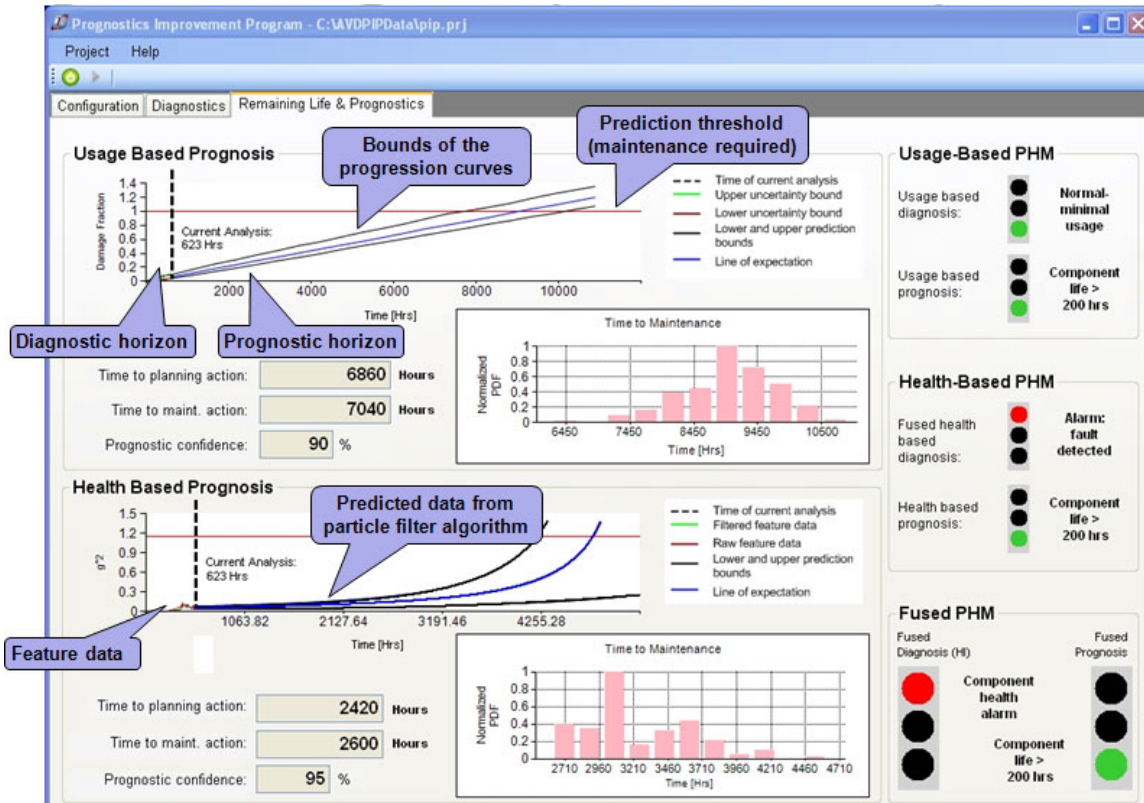 Prognostics Improvement Program - C:\AVDPIPData\pip.prj
Project Help
Configuration Diagnostics Remaining Life & Prognostics
Usage Based Prognosis
Bounds of the
progression curves
Prediction threshold
(maintenance required)
1.4
1.2
1
0.8
0.6
0.4
0.2
0
Damage Fraction
Current Analysis:
623 Hrs
2000 4000 6000 8000 10000
Time [Hrs]
Time of current analysis
Upper uncertainty bound
Lower uncertainty bound
Lower and upper prediction
bounds
Line of expectation
Diagnostic horizon
Prognostic horizon
Time to planning action: 6860 Hours
Time to maint. action: 7040 Hours
Prognostic confidence: 90 %
Time to Maintenance
Normalized
PDF
1
0.8
0.6
0.4
0.2
0
6450 7450 8450 9450 10500
Time [Hrs]
Health Based Prognosis
Predicted data from
particle filter algorithm
1.5
1.2
0.9
0.6
0.3
0
g^2
Current Analysis:
623 Hrs
1063.82 2127.64 3191.46 4255.28
Time [Hrs]
Time of current analysis
Filtered feature data
Raw feature data
Lower and upper prediction
bounds
Line of expectation
Feature data
Time to planning action: 2420 Hours
Time to maint. action: 2600 Hours
Prognostic confidence: 95 %
Time to Maintenance
Normalized
PDF
1
0.8
0.6
0.4
0.2
0
2710 2960 3210 3460 3710 3960 4210 4460 4710
Time [Hrs]
Usage-Based PHM
Usage based
diagnosis:
Normal-
minimal
usage
Usage based
prognosis:
Component
life >
200 hrs
Health-Based PHM
Fused health
based
diagnosis:
Alarm:
fault
detected
Health based
prognosis:
Component
life >
200 hrs
Fused PHM
Fused
Diagnosis (HI)
Fused
Prognosis
Component
health
alarm
Component
life >
200 hrs